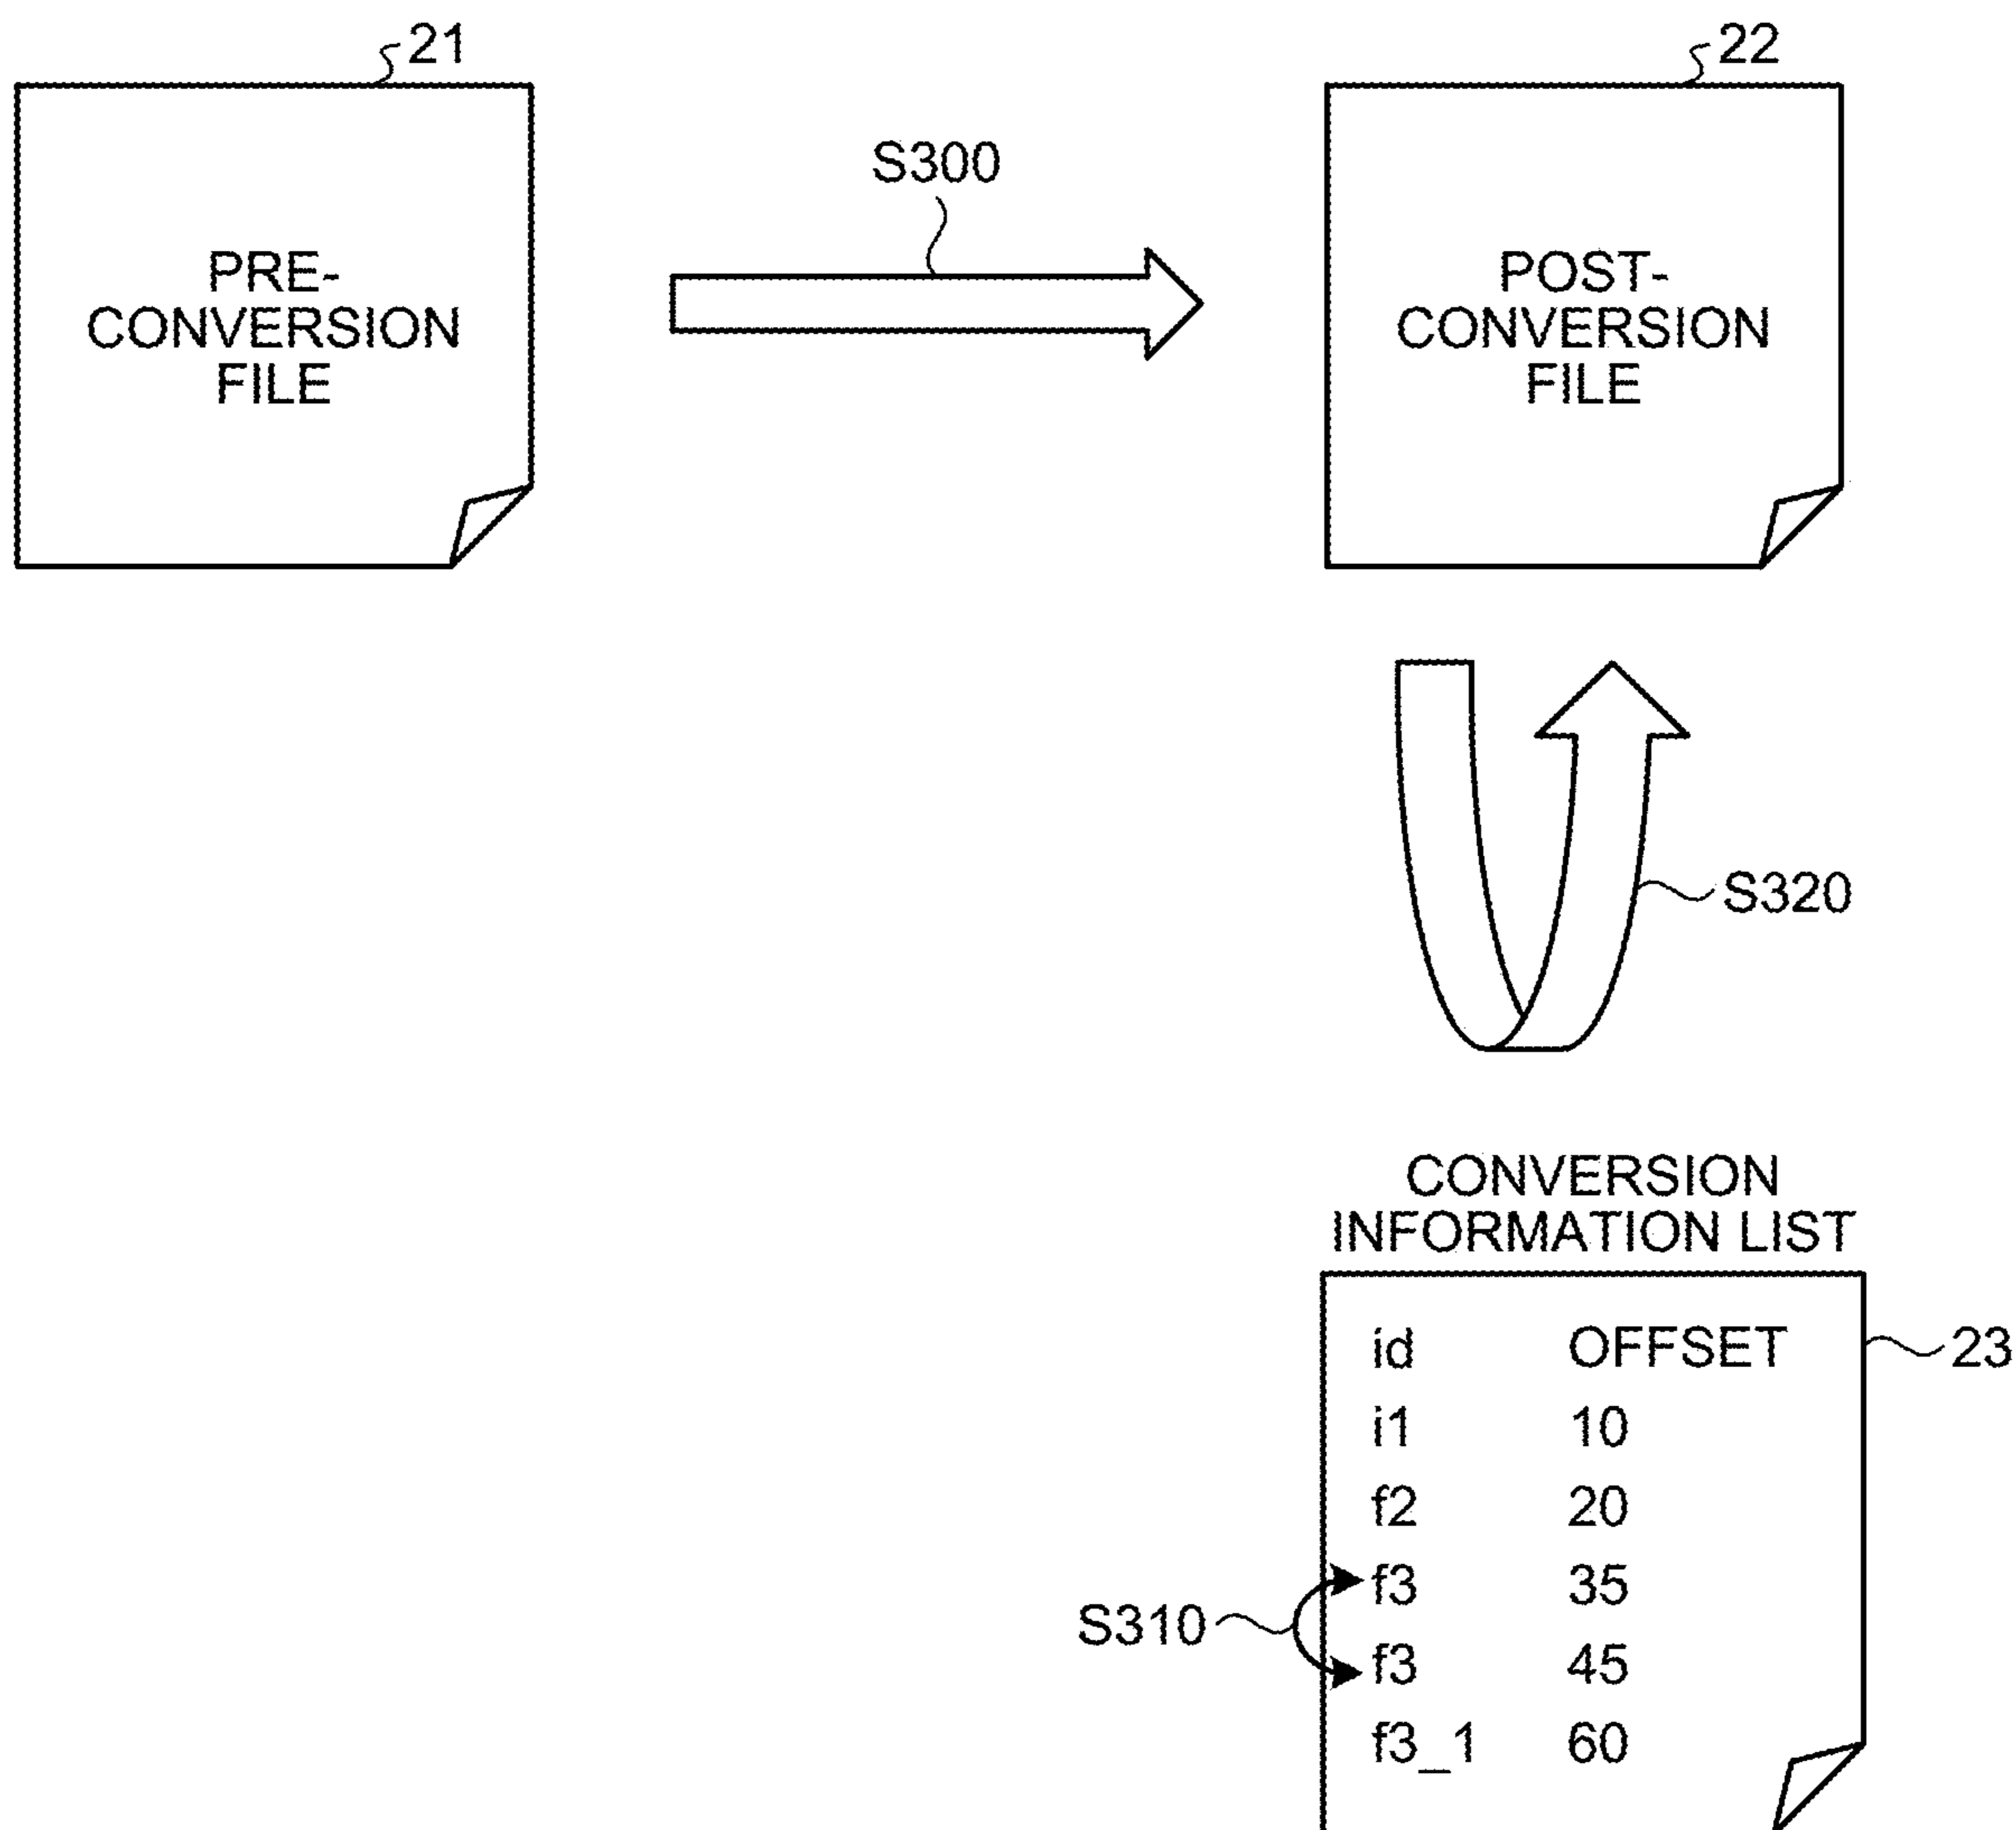 21
PRE-
CONVERSION
FILE
S300
22
POST-
CONVERSION
FILE
S320
CONVERSION
INFORMATION LIST
23
id OFFSET
i1 10
f2 20
f3 35
f3 45
f3_1 60
S310